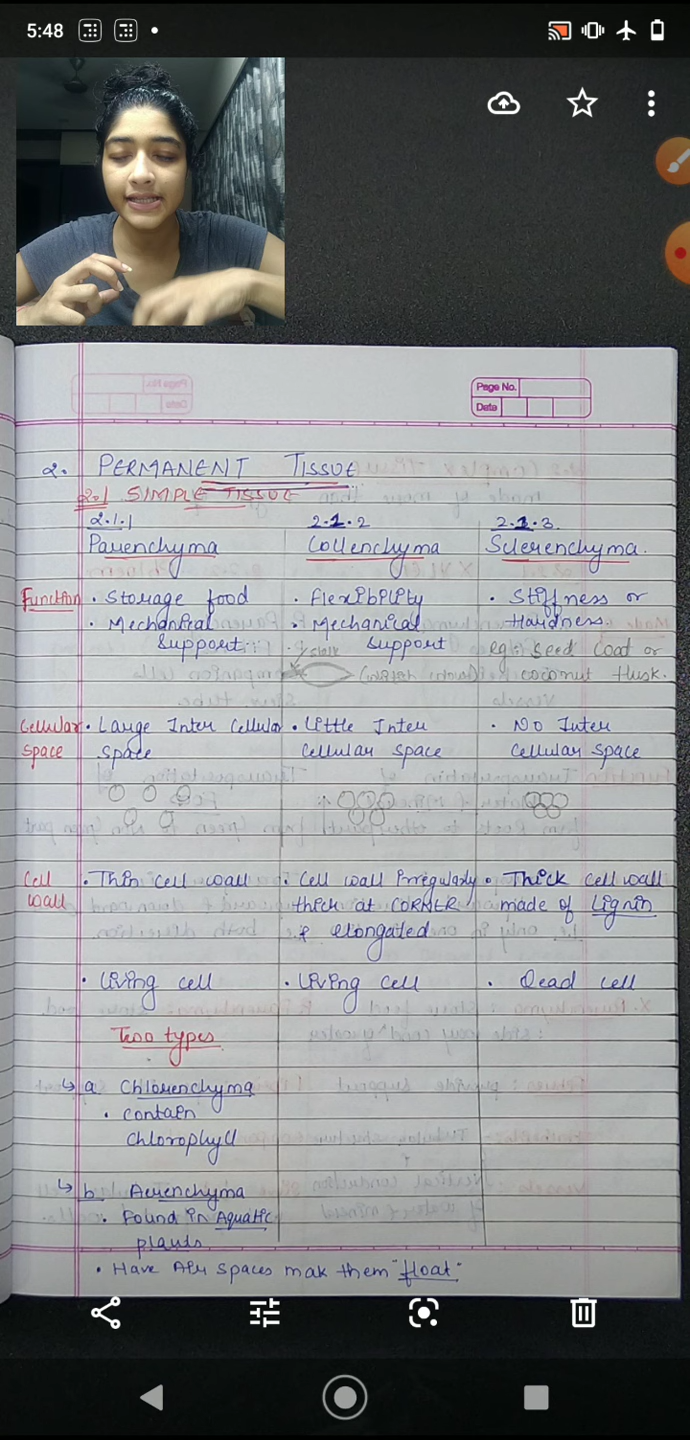 5:48
Page No.
Date
2. PERMANENT TISSUE
2.1 SIMPLE TISSUE
2.1.1 2.1.2 2.1.3.
Parenchyma Collenchyma Sclerenchyma.
Function • Storage food • Flexibility • Stiffness or
• Mechanical • Mechanical Hardness.
Support Support eg: seed coat or
stalk coconut Husk.
Cellular • Large Inter Cellular • Little Inter • No Inter
Space Space Cellular Space Cellular Space
Cell • Thin cell wall • Cell wall irregularly • Thick cell wall
wall thick at CORNER made of Lignin
& elongated
• Living cell • Living cell • Dead cell
Two types
↳ a Chlorenchyma
• contain
chlorophyll
↳ b. Aerenchyma
• Found in Aquatic
plants
• Have Air spaces mak them "float"